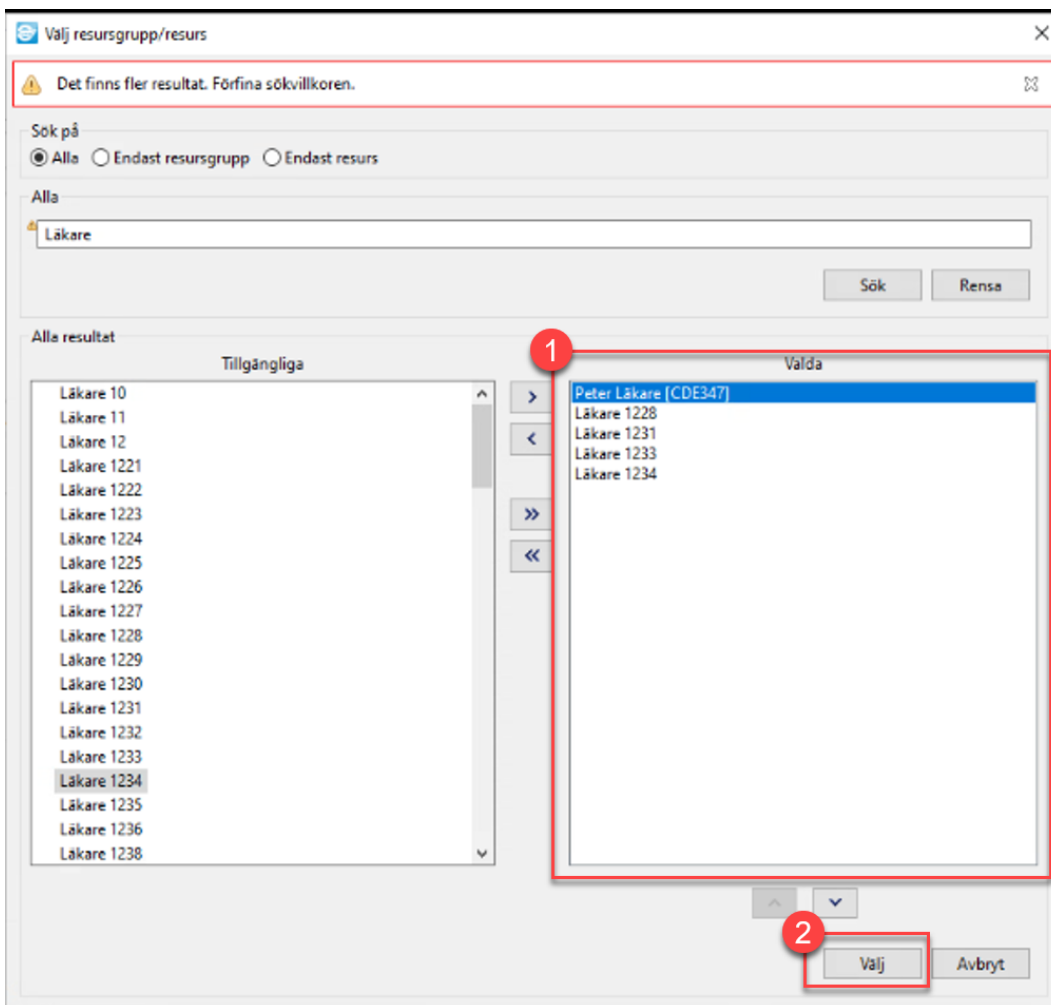 Välj resursgrupp/resurs
Det finns fler resultat. Förfina sökvillkoren.
Sök på
Alla Endast resursgrupp Endast resurs
Alla
Läkare
Sök Rensa
Alla resultat
1
Tillgängliga
Läkare 10
Läkare 11
Läkare 12
Läkare 1221
Läkare 1222
Läkare 1223
Läkare 1224
Läkare 1225
Läkare 1226
Läkare 1227
Läkare 1228
Läkare 1229
Läkare 1230
Läkare 1231
Läkare 1232
Läkare 1233
Läkare 1234
Läkare 1235
Läkare 1236
Läkare 1238
Valda
Peter Läkare [CDE347]
Läkare 1228
Läkare 1231
Läkare 1233
Läkare 1234
2
Välj Avbryt